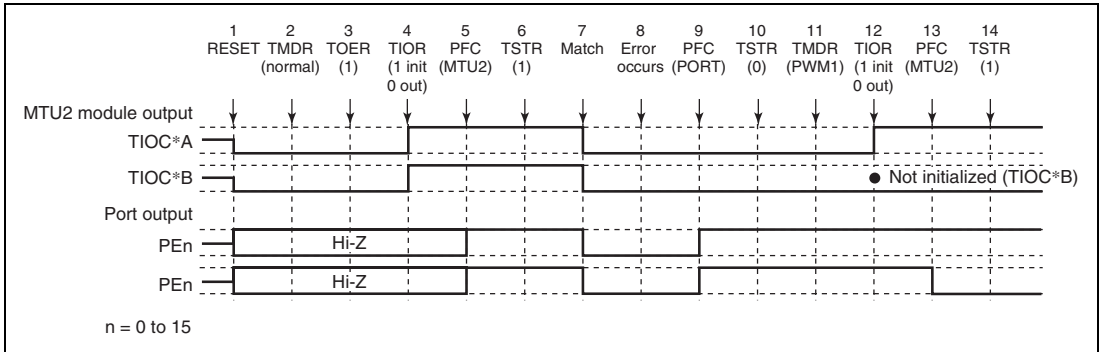 1 2 3 4 5 6 7 8 9 10 11 12 13 14
RESET TMDR TOER TIOR PFC TSTR Match Error PFC TSTR TMDR TIOR PFC TSTR
(normal) (1) (1 init (MTU2) (1) occurs (PORT) (0) (PWM1) (1 init (MTU2) (1)
0 out) 0 out)
MTU2 module output
TIOC*A
TIOC*B
● Not initialized (TIOC*B)
Port output
PEn
Hi-Z
PEn
Hi-Z
n = 0 to 15